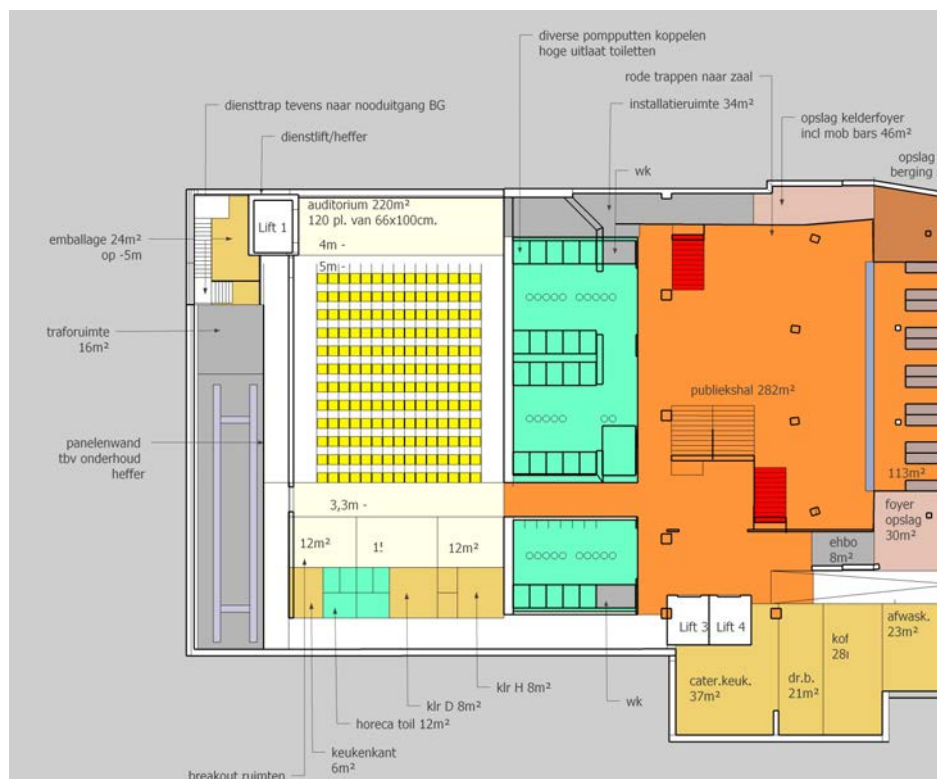 diverse pompputten koppelen
hoge uitlaat toiletten
rode trappen naar zaal
diensttrap tevens naar nooduitgang BG
installatieruimte 34m²
opslag kelderfoyer
incl mob bars 46m²
dienstlift/heffer
opslag
berging
wk
auditorium 220m²
120 pl. van 66x100cm.
Lift 1
emballage 24m²
op -5m
4m -
5m -
traforuimte
16m²
publiekshal 282m²
panelenwand
tbv onderhoud
heffer
113m²
3,3m -
foyer
opslag
30m²
ehbo
8m²
12m²
12m²
afwask.
23m²
Lift 3
Lift 4
kof
cater.keuk.
37m²
dr.b.
21m²
klr H 8m²
klr D 8m²
wk
horeca toil 12m²
keukenkant
6m²
breakout ruimten